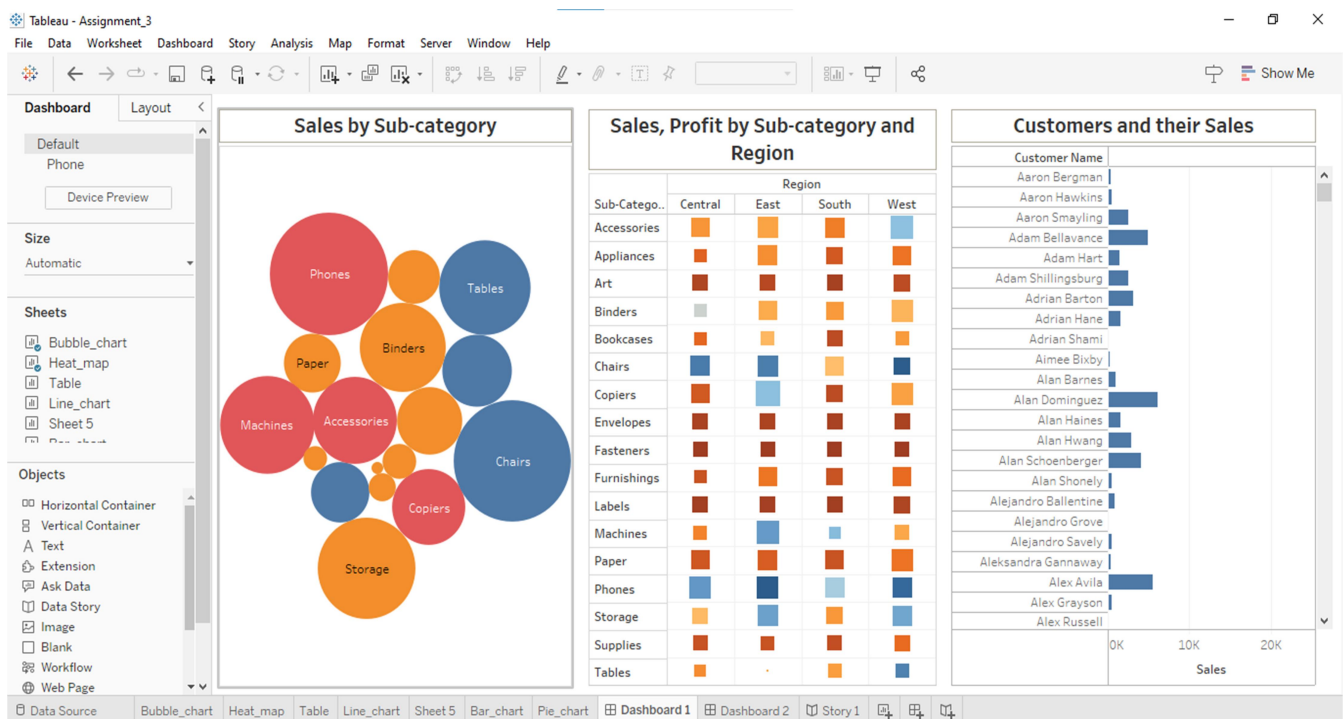 Tableau - Assignment_3
File Data Worksheet Dashboard Story Analysis Map Format Server Window Help
Show Me
Dashboard Layout
Default
Phone
Device Preview
Size
Automatic
Sheets
Bubble_chart
Heat_map
Table
Line_chart
Sheet 5
Bar_chart
Objects
Horizontal Container
Vertical Container
Text
Extension
Ask Data
Data Story
Image
Blank
Workflow
Web Page
Sales by Sub-category
Phones
Tables
Binders
Paper
Machines
Accessories
Chairs
Copiers
Storage
Sales, Profit by Sub-category and
Region
Region
Sub-Catego.. Central East South West
Accessories
Appliances
Art
Binders
Bookcases
Chairs
Copiers
Envelopes
Fasteners
Furnishings
Labels
Machines
Paper
Phones
Storage
Supplies
Tables
Customers and their Sales
Customer Name
Aaron Bergman
Aaron Hawkins
Aaron Smayling
Adam Bellavance
Adam Hart
Adam Shillingsburg
Adrian Barton
Adrian Hane
Adrian Shami
Aimee Bixby
Alan Barnes
Alan Dominguez
Alan Haines
Alan Hwang
Alan Schoenberger
Alan Shonely
Alejandro Ballentine
Alejandro Grove
Alejandro Savely
Aleksandra Gannaway
Alex Avila
Alex Grayson
Alex Russell
0K 10K 20K
Sales
Data Source Bubble_chart Heat_map Table Line_chart Sheet 5 Bar_chart Pie_chart Dashboard 1 Dashboard 2 Story 1